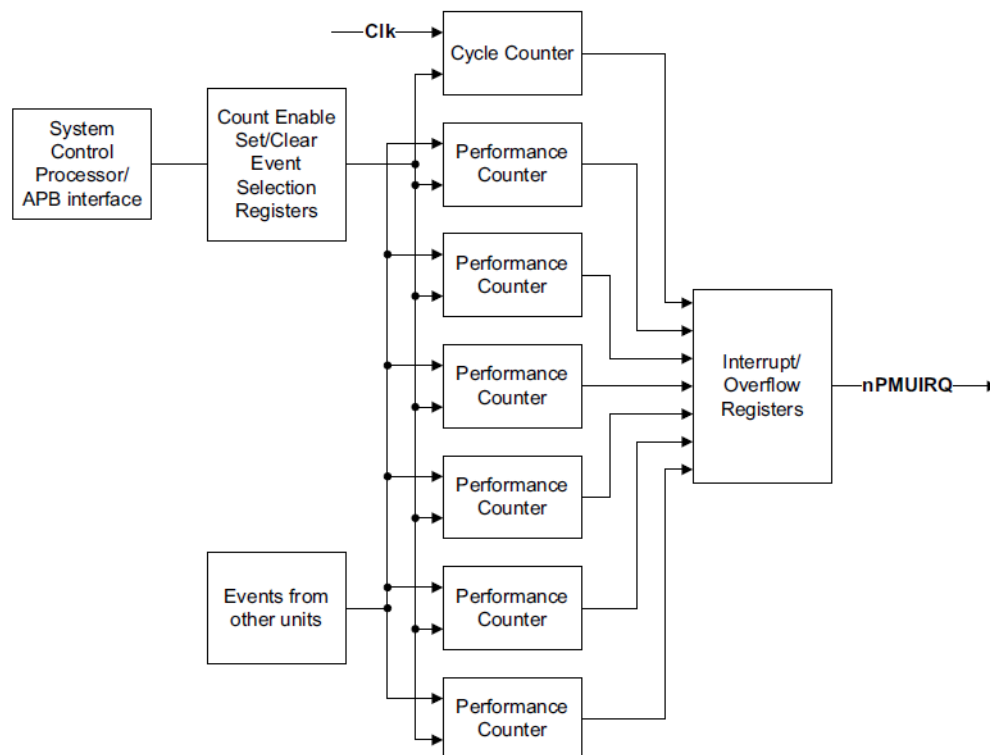 Clk
Cycle Counter
System
Control
Processor/
APB interface
Count Enable
Set/Clear
Event
Selection
Registers
Performance
Counter
Performance
Counter
Performance
Counter
Performance
Counter
Performance
Counter
Performance
Counter
Events from
other units
Interrupt/
Overflow
Registers
nPMUIRQ